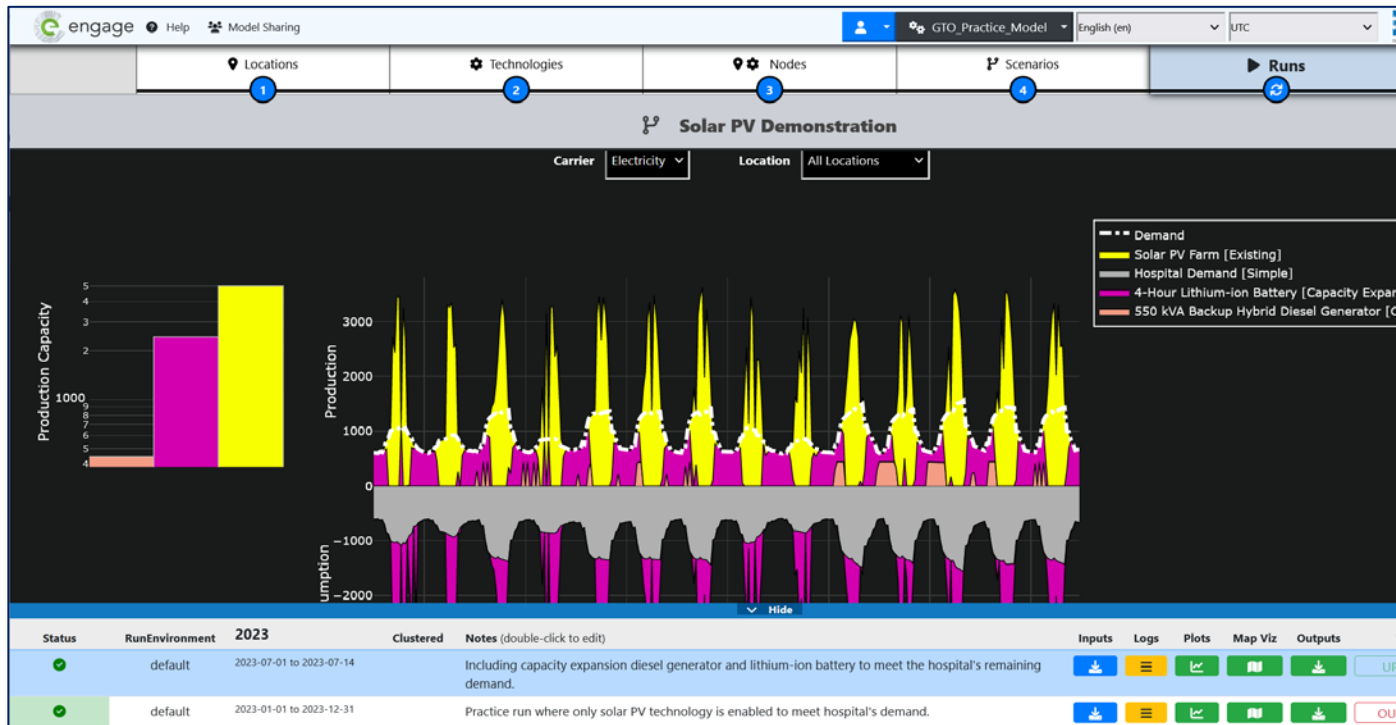 engage Help Model Sharing GTO_Practice_Model English (en) UTC
Locations Technologies Nodes Scenarios Runs
1 2 3 4
Solar PV Demonstration
Carrier Electricity Location All Locations
Demand
Solar PV Farm [Existing]
Hospital Demand [Simple]
4-Hour Lithium-ion Battery [Capacity Expan
550 kVA Backup Hybrid Diesel Generator [C
Production Capacity
5
4
3
2
1000
9
8
7
6
5
4
Production
3000
2000
1000
0
−1000
−2000
umption
Hide
Status RunEnvironment 2023 Clustered Notes (double-click to edit) Inputs Logs Plots Map Viz Outputs
default 2023-07-01 to 2023-07-14 Including capacity expansion diesel generator and lithium-ion battery to meet the hospital's remaining UP
demand.
default 2023-01-01 to 2023-12-31 Practice run where only solar PV technology is enabled to meet hospital's demand. OU